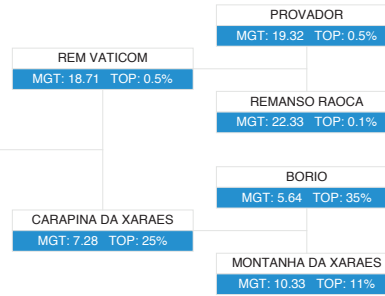 PROVADOR
MGT: 19.32 TOP: 0.5%
REM VATICOM
MGT: 18.71 TOP: 0.5%
REMANSO RAOCA
MGT: 22.33 TOP: 0.1%
BORIO
MGT: 5.64 TOP: 35%
CARAPINA DA XARAES
MGT: 7.28 TOP: 25%
MONTANHA DA XARAES
MGT: 10.33 TOP: 11%